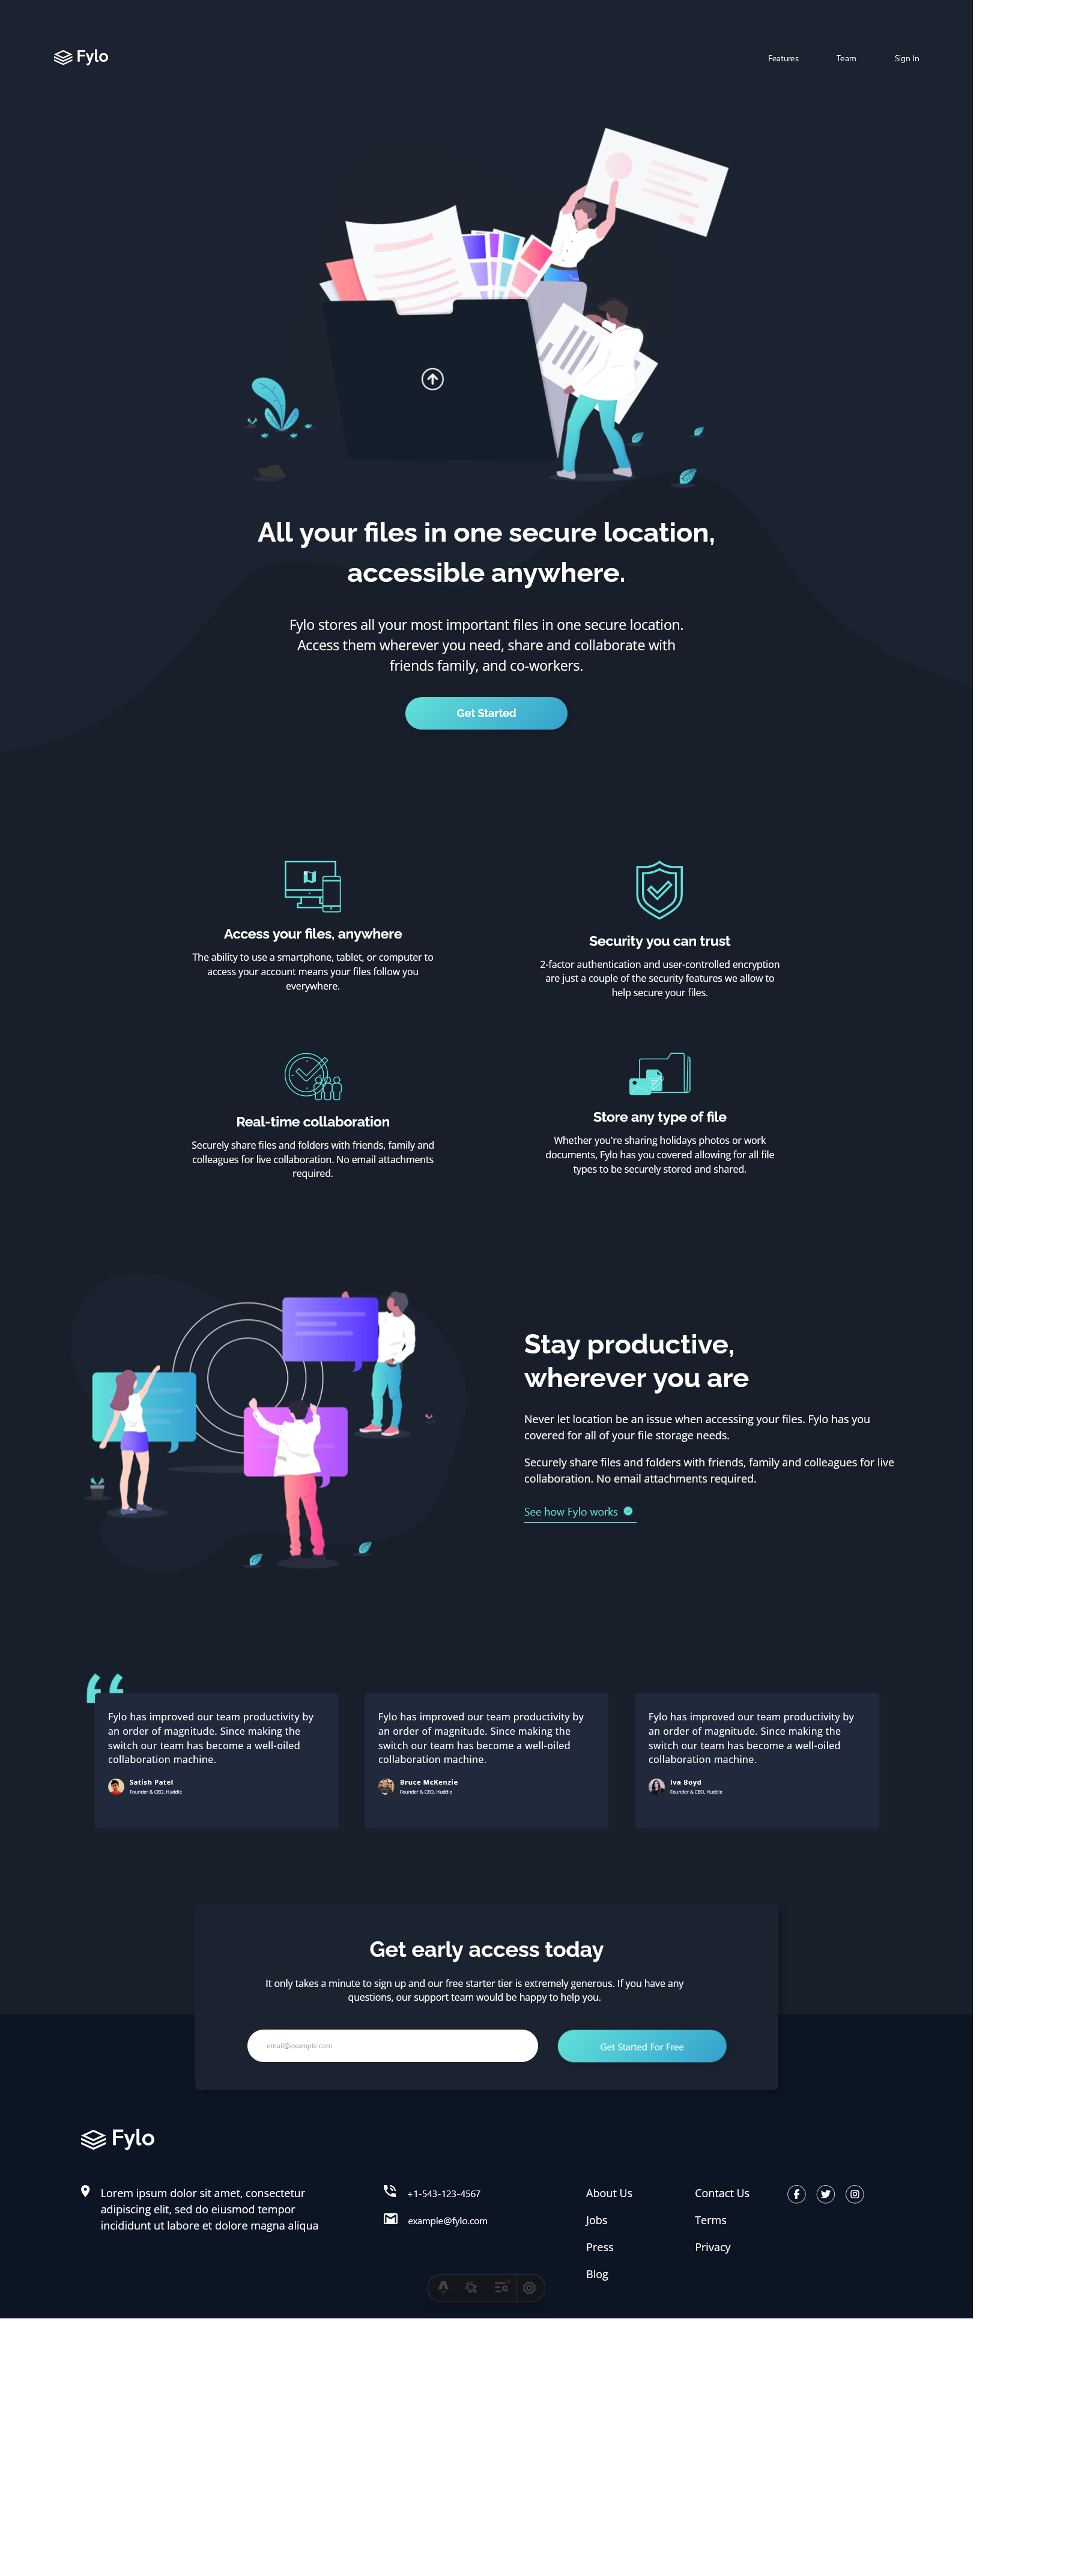 Fylo
Features Team Sign In
All your files in one secure location,
accessible anywhere.
Fylo stores all your most important files in one secure location.
Access them wherever you need, share and collaborate with
friends family, and co-workers.
Get Started
Access your files, anywhere
The ability to use a smartphone, tablet, or computer to
access your account means your files follow you
everywhere.
Security you can trust
2-factor authentication and user-controlled encryption
are just a couple of the security features we allow to
help secure your files.
Real-time collaboration
Securely share files and folders with friends, family and
colleagues for live collaboration. No email attachments
required.
Store any type of file
Whether you're sharing holidays photos or work
documents, Fylo has you covered allowing for all file
types to be securely stored and shared.
Stay productive,
wherever you are
Never let location be an issue when accessing your files. Fylo has you
covered for all of your file storage needs.
Securely share files and folders with friends, family and colleagues for live
collaboration. No email attachments required.
See how Fylo works
Fylo has improved our team productivity by
an order of magnitude. Since making the
switch our team has become a well-oiled
collaboration machine.
Satish Patel
Founder & CEO, Huddle
Fylo has improved our team productivity by
an order of magnitude. Since making the
switch our team has become a well-oiled
collaboration machine.
Bruce McKenzie
Founder & CEO, Huddle
Fylo has improved our team productivity by
an order of magnitude. Since making the
switch our team has become a well-oiled
collaboration machine.
Iva Boyd
Founder & CEO, Huddle
Get early access today
It only takes a minute to sign up and our free starter tier is extremely generous. If you have any
questions, our support team would be happy to help you.
email@example.com
Get Started For Free
Fylo
Lorem ipsum dolor sit amet, consectetur
adipiscing elit, sed do eiusmod tempor
incididunt ut labore et dolore magna aliqua
+1-543-123-4567
example@fylo.com
About Us
Jobs
Press
Blog
Contact Us
Terms
Privacy